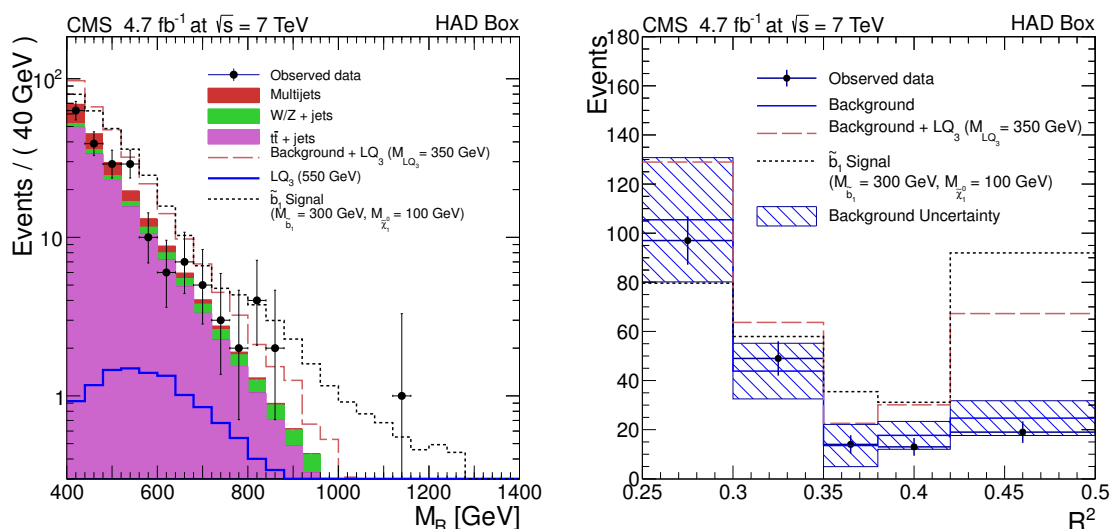 CMS 4.7 fb⁻¹ at √s = 7 TeV HAD Box
Events / ( 40 GeV )
10²
10
1
Observed data
Multijets
W/Z + jets
tt̄ + jets
Background + LQ₃ (M_LQ₃ = 350 GeV)
LQ₃ (550 GeV)
b̃₁ Signal
(M_b̃₁ = 300 GeV, M_χ̃₁⁰ = 100 GeV)
400 600 800 1000 1200 1400
M_R [GeV]
CMS 4.7 fb⁻¹ at √s = 7 TeV HAD Box
Events
180
160
140
120
100
80
60
40
20
0
Observed data
Background
Background + LQ₃ (M_LQ₃ = 350 GeV)
b̃₁ Signal
(M_b̃₁ = 300 GeV, M_χ̃₁⁰ = 100 GeV)
Background Uncertainty
0.25 0.3 0.35 0.4 0.45 0.5
R²